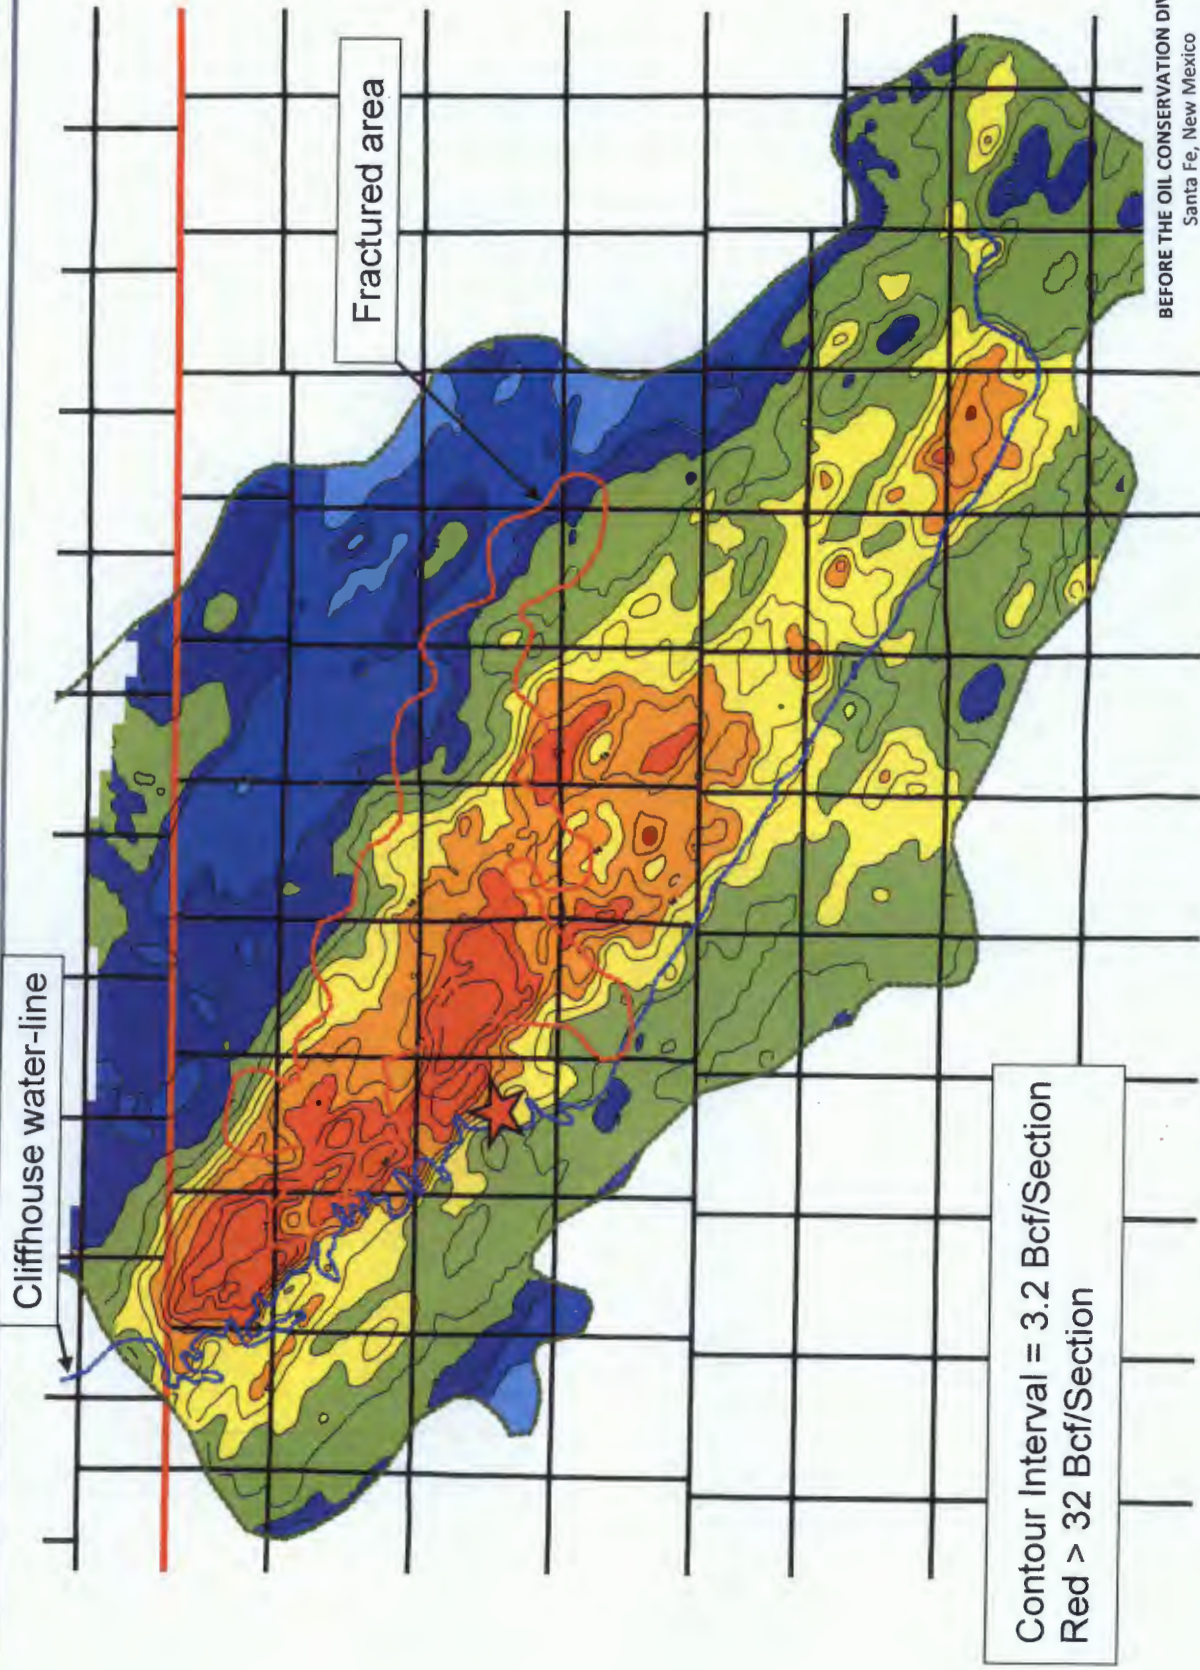 Cliffhouse water-line
Fractured area
Contour Interval = 3.2 Bcf/Section
Red > 32 Bcf/Section
BEFORE THE OIL CONSERVATION DIV
Santa Fe, New Mexico